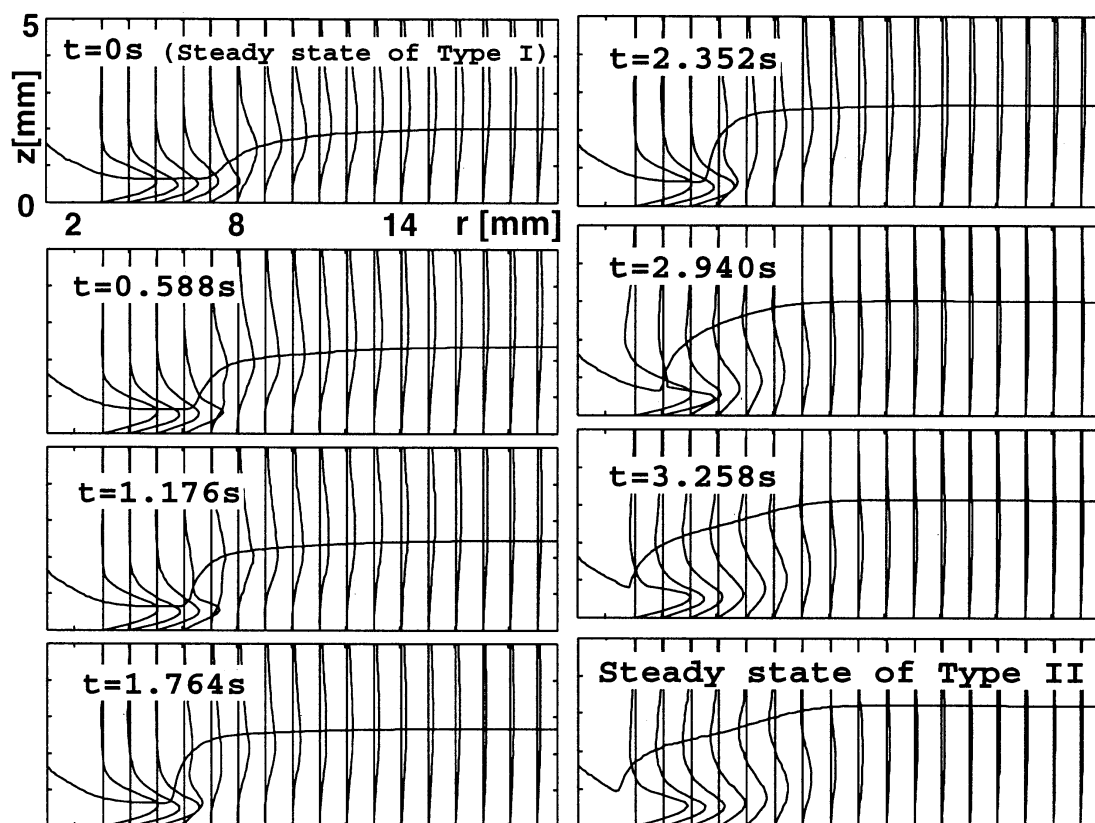 5
t=0s (Steady state of Type I)
z[mm]
0
2 8 14 r [mm]
t=0.588s
t=1.176s
t=1.764s
t=2.352s
t=2.940s
t=3.258s
Steady state of Type II